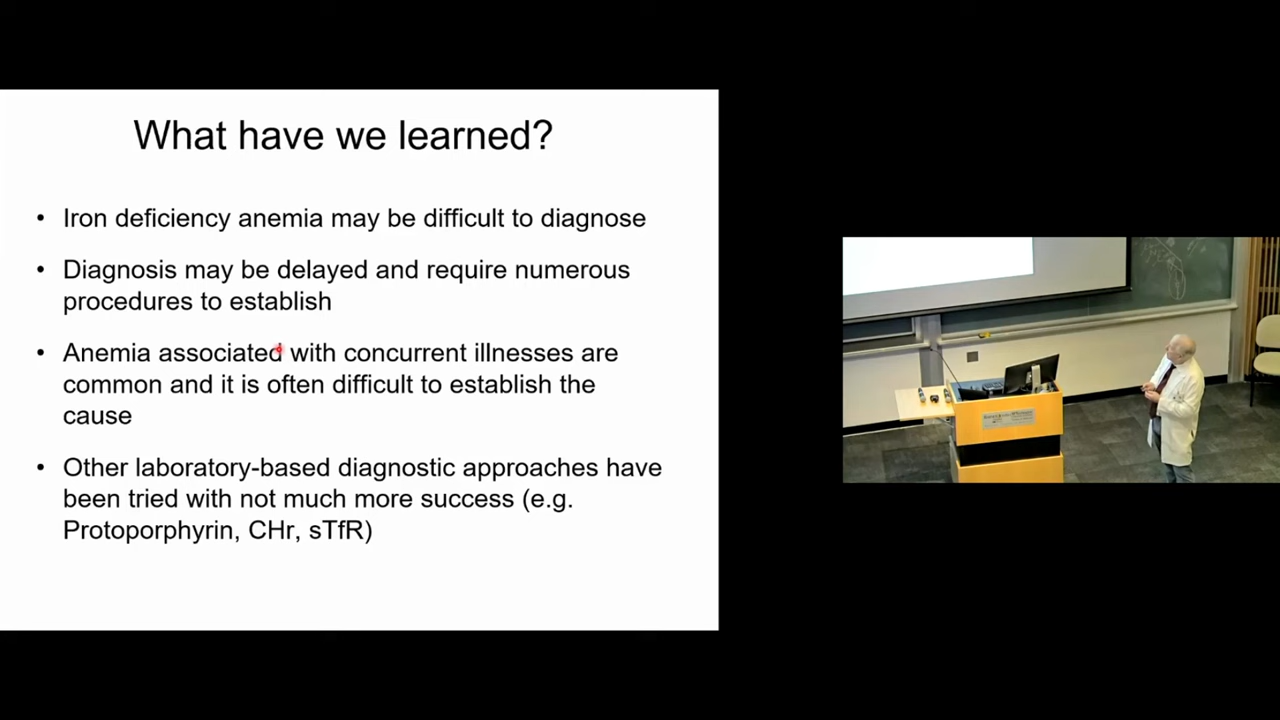 What have we learned?
• Iron deficiency anemia may be difficult to diagnose
• Diagnosis may be delayed and require numerous
procedures to establish
• Anemia associated with concurrent illnesses are
common and it is often difficult to establish the
cause
• Other laboratory-based diagnostic approaches have
been tried with not much more success (e.g.
Protoporphyrin, CHr, sTfR)